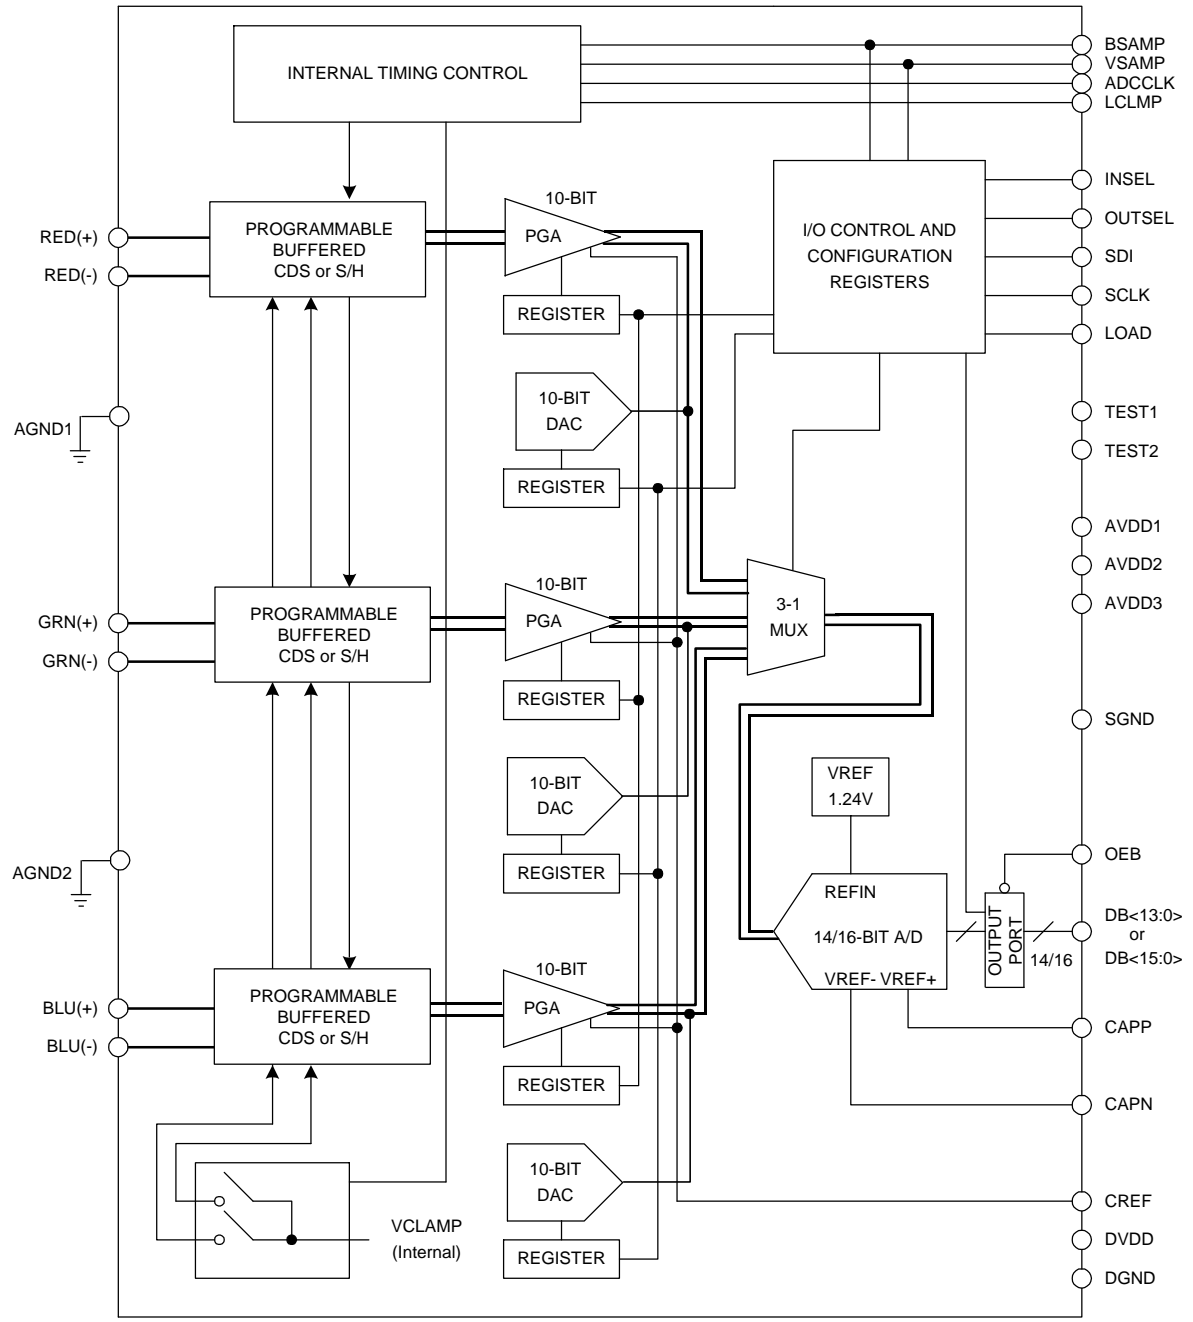 INTERNAL TIMING CONTROL
BSAMP
VSAMP
ADCCLK
LCLMP
10-BIT
PROGRAMMABLE
BUFFERED
CDS or S/H
PGA
REGISTER
RED(+)
RED(-)
I/O CONTROL AND
CONFIGURATION
REGISTERS
INSEL
OUTSEL
SDI
SCLK
LOAD
10-BIT
DAC
REGISTER
AGND1
TEST1
TEST2
AVDD1
AVDD2
AVDD3
10-BIT
PROGRAMMABLE
BUFFERED
CDS or S/H
PGA
REGISTER
GRN(+)
GRN(-)
3-1
MUX
SGND
10-BIT
DAC
REGISTER
VREF
1.24V
AGND2
OEB
REFIN
14/16-BIT A/D
VREF- VREF+
OUTPUT
PORT
14/16
DB<13:0>
or
DB<15:0>
10-BIT
PROGRAMMABLE
BUFFERED
CDS or S/H
PGA
REGISTER
BLU(+)
BLU(-)
CAPP
CAPN
10-BIT
DAC
REGISTER
VCLAMP
(Internal)
CREF
DVDD
DGND